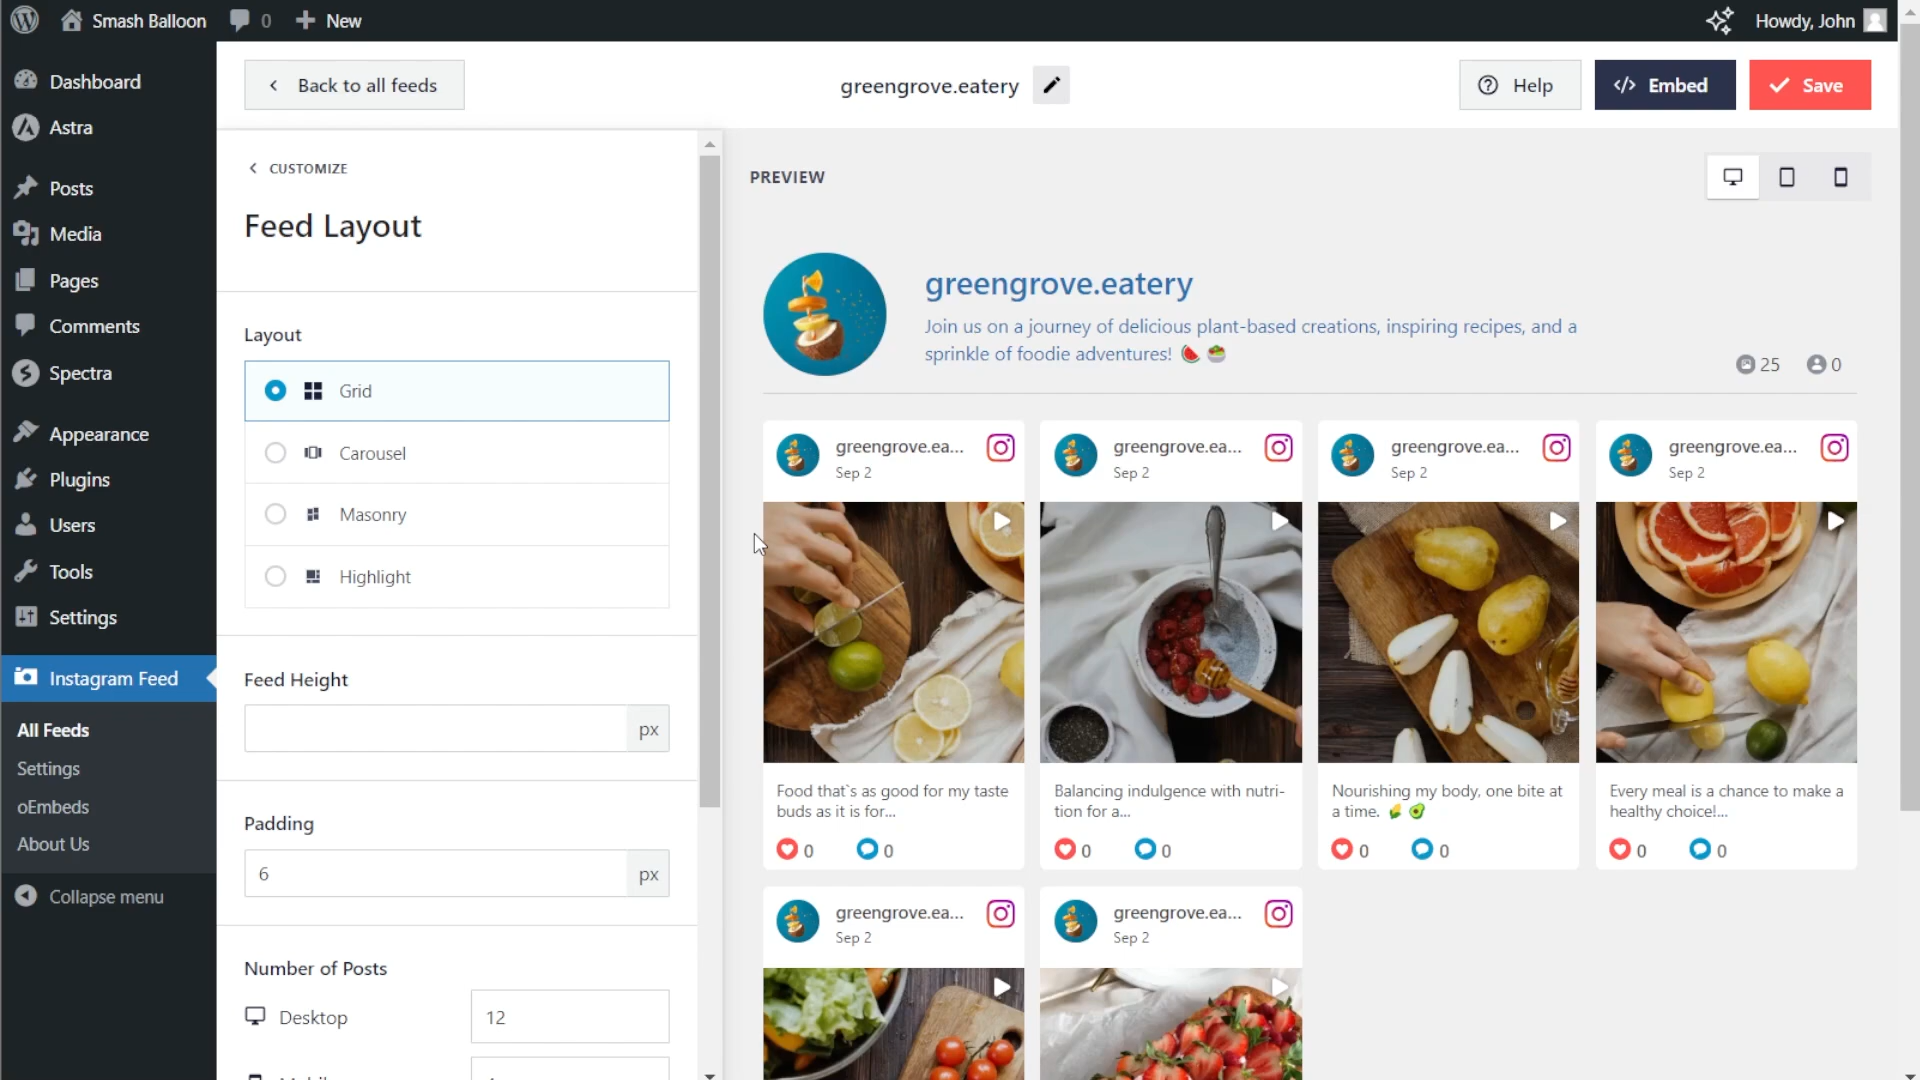 Smash Balloon
0
New
Howdy, John
Dashboard
Astra
Posts
Media
Pages
Comments
Spectra
Appearance
Plugins
Users
Tools
Settings
Instagram Feed
All Feeds
Settings
oEmbeds
About Us
Collapse menu
Back to all feeds
greengrove.eatery
Help
Embed
Save
CUSTOMIZE
Feed Layout
Layout
Grid
Carousel
Masonry
Highlight
Feed Height
px
Padding
6
px
Number of Posts
Desktop
12
PREVIEW
greengrove.eatery
Join us on a journey of delicious plant-based creations, inspiring recipes, and a
sprinkle of foodie adventures!
25
0
greengrove.ea...
Sep 2
Food that`s as good for my taste
buds as it is for...
0
0
greengrove.ea...
Sep 2
Balancing indulgence with nutri-
tion for a...
0
0
greengrove.ea...
Sep 2
Nourishing my body, one bite at
a time.
0
0
greengrove.ea...
Sep 2
Every meal is a chance to make a
healthy choice!...
0
0
greengrove.ea...
Sep 2
greengrove.ea...
Sep 2